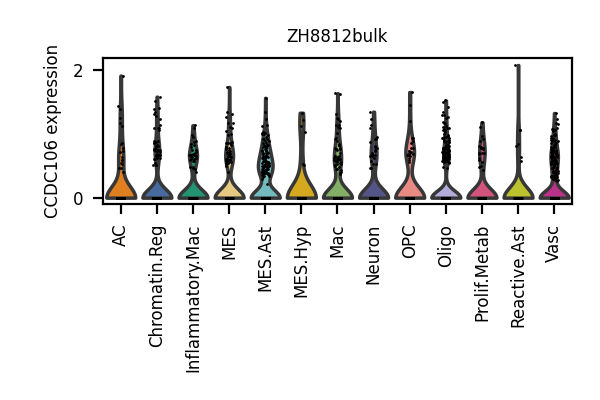 ZH8812bulk
CCDC106 expression
2
0
AC
Chromatin.Reg
Inflammatory.Mac
MES
MES.Ast
MES.Hyp
Mac
Neuron
OPC
Oligo
Prolif.Metab
Reactive.Ast
Vasc